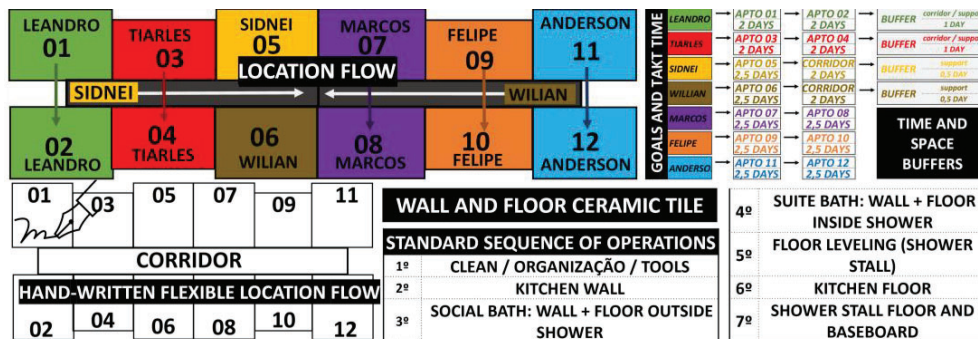 LEANDRO
01
TIARLES
03
SIDNEI
05
MARCOS
07
FELIPE
09
ANDERSON
11
LOCATION FLOW
SIDNEI
WILIAN
02
LEANDRO
04
TIARLES
06
WILIAN
08
MARCOS
10
FELIPE
12
ANDERSON
GOALS AND TAKT TIME
LEANDRO
APTO 01
2 DAYS
APTO 02
2 DAYS
BUFFER
corridor / support
1 DAY
TIARLES
APTO 03
2 DAYS
APTO 04
2 DAYS
BUFFER
corridor / support
1 DAY
SIDNEI
APTO 05
2,5 DAYS
CORRIDOR
2 DAYS
BUFFER
support
0,5 DAY
WILLIAN
APTO 06
2,5 DAYS
CORRIDOR
2 DAYS
BUFFER
support
0,5 DAY
MARCOS
APTO 07
2,5 DAYS
APTO 08
2,5 DAYS
FELIPE
APTO 09
2,5 DAYS
APTO 10
2,5 DAYS
ANDERSO
APTO 11
2,5 DAYS
APTO 12
2,5 DAYS
TIME AND
SPACE
BUFFERS
01
03
05
07
09
11
CORRIDOR
HAND-WRITTEN FLEXIBLE LOCATION FLOW
02
04
06
08
10
12
WALL AND FLOOR CERAMIC TILE
STANDARD SEQUENCE OF OPERATIONS
1º CLEAN / ORGANIZAÇÃO / TOOLS
2º KITCHEN WALL
3º SOCIAL BATH: WALL + FLOOR OUTSIDE
SHOWER
4º SUITE BATH: WALL + FLOOR
INSIDE SHOWER
5º FLOOR LEVELING (SHOWER
STALL)
6º KITCHEN FLOOR
7º SHOWER STALL FLOOR AND
BASEBOARD